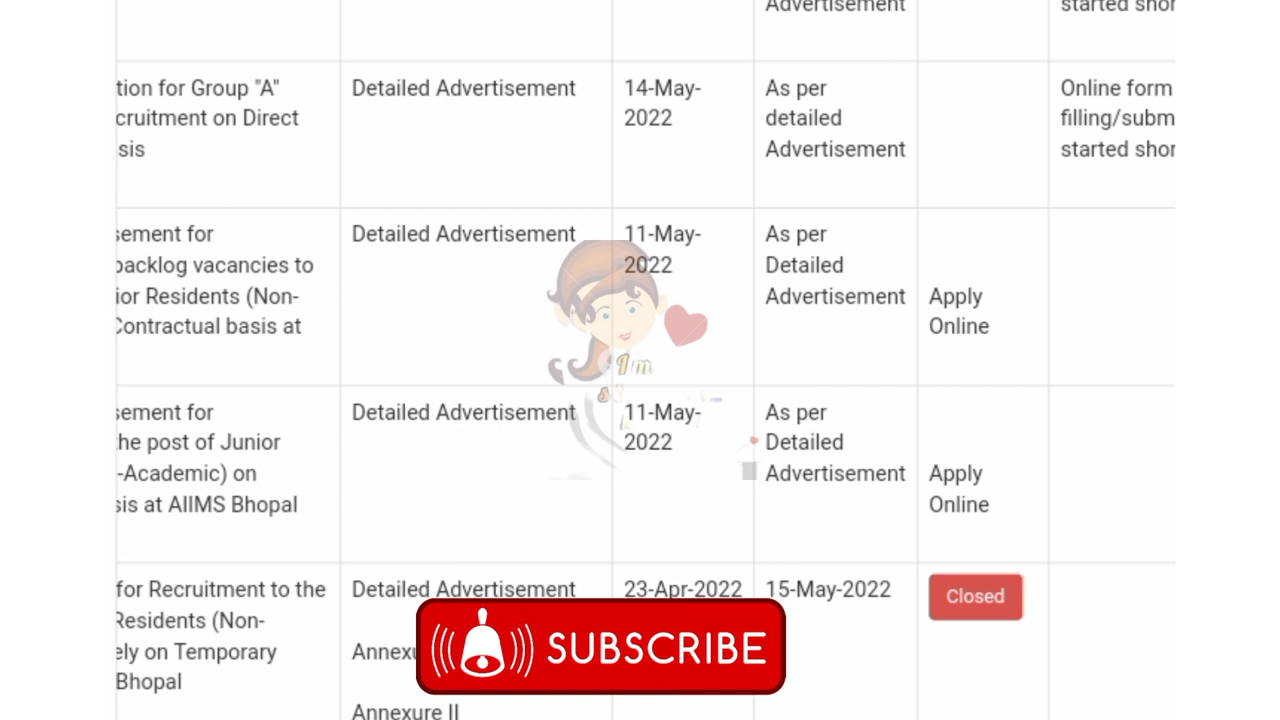 Advertisement
started shor
tion for Group "A"
cruitment on Direct
sis
Detailed Advertisement
14-May-
2022
As per
detailed
Advertisement
Online form
filling/subm
started shor
sement for
backlog vacancies to
ior Residents (Non-
Contractual basis at
Detailed Advertisement
11-May-
2022
As per
Detailed
Advertisement
Apply
Online
I'm
sement for
the post of Junior
-Academic) on
sis at AIIMS Bhopal
Detailed Advertisement
11-May-
2022
As per
Detailed
Advertisement
Apply
Online
for Recruitment to the
Residents (Non-
ely on Temporary
Bhopal
Detailed Advertisement
Annexu
Annexure II
23-Apr-2022
15-May-2022
Closed
SUBSCRIBE